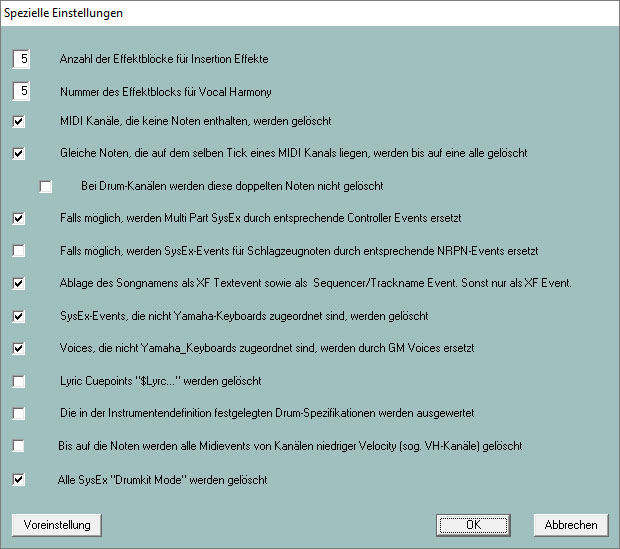 Spezielle Einstellungen
5 Anzahl der Effektblöcke für Insertion Effekte
5 Nummer des Effektblocks für Vocal Harmony
MIDI Kanäle, die keine Noten enthalten, werden gelöscht
Gleiche Noten, die auf dem selben Tick eines MIDI Kanals liegen, werden bis auf eine alle gelöscht
Bei Drum-Kanälen werden diese doppelten Noten nicht gelöscht
Falls möglich, werden Multi Part SysEx durch entsprechende Controller Events ersetzt
Falls möglich, werden SysEx-Events für Schlagzeugnoten durch entsprechende NRPN-Events ersetzt
Ablage des Songnamens als XF Textevent sowie als Sequencer/Trackname Event. Sonst nur als XF Event.
SysEx-Events, die nicht Yamaha-Keyboards zugeordnet sind, werden gelöscht
Voices, die nicht Yamaha_Keyboards zugeordnet sind, werden durch GM Voices ersetzt
Lyric Cuepoints "$Lyrc..." werden gelöscht
Die in der Instrumentendefinition festgelegten Drum-Spezifikationen werden ausgewertet
Bis auf die Noten werden alle Midievents von Kanälen niedriger Velocity (sog. VH-Kanäle) gelöscht
Alle SysEx "Drumkit Mode" werden gelöscht
Voreinstellung OK Abbrechen